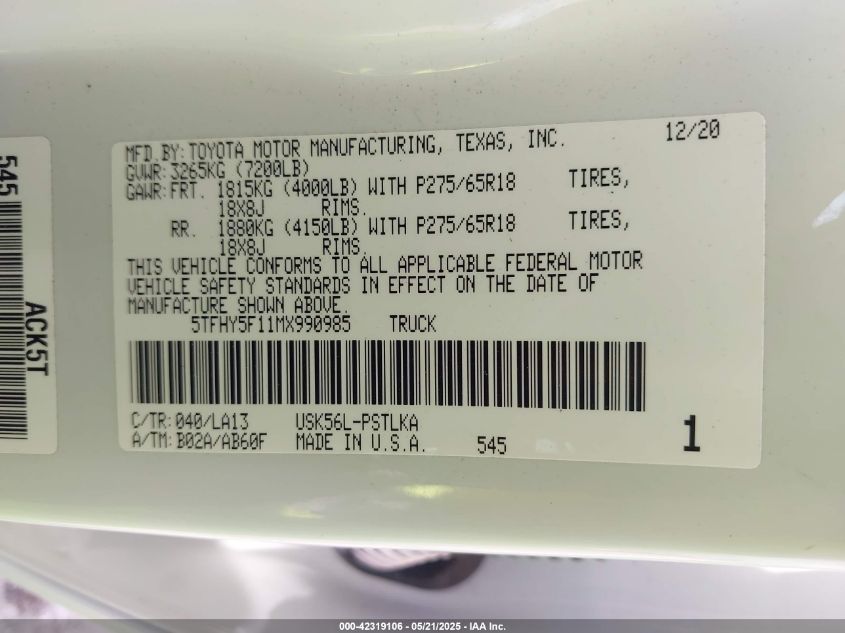 MFD.BY:TOYOTA MOTOR MANUFACTURING, TEXAS, INC. 12/20
GVWR:3265KG (7200LB)
GAWR:FRT. 1815KG (4000LB) WITH P275/65R18 TIRES,
18X8J RIMS.
RR. 1880KG (4150LB) WITH P275/65R18 TIRES,
18X8J RIMS.
THIS VEHICLE CONFORMS TO ALL APPLICABLE FEDERAL MOTOR
VEHICLE SAFETY STANDARDS IN EFFECT ON THE DATE OF
MANUFACTURE SHOWN ABOVE.
5TFHY5F11MX990985 TRUCK
C/TR:040/LA13 USK56L-PSTLKA
A/TM:B02A/AB60F MADE IN U.S.A. 545 1
545
ACK5T
000-42319106 - 05/21/2025 - IAA Inc.